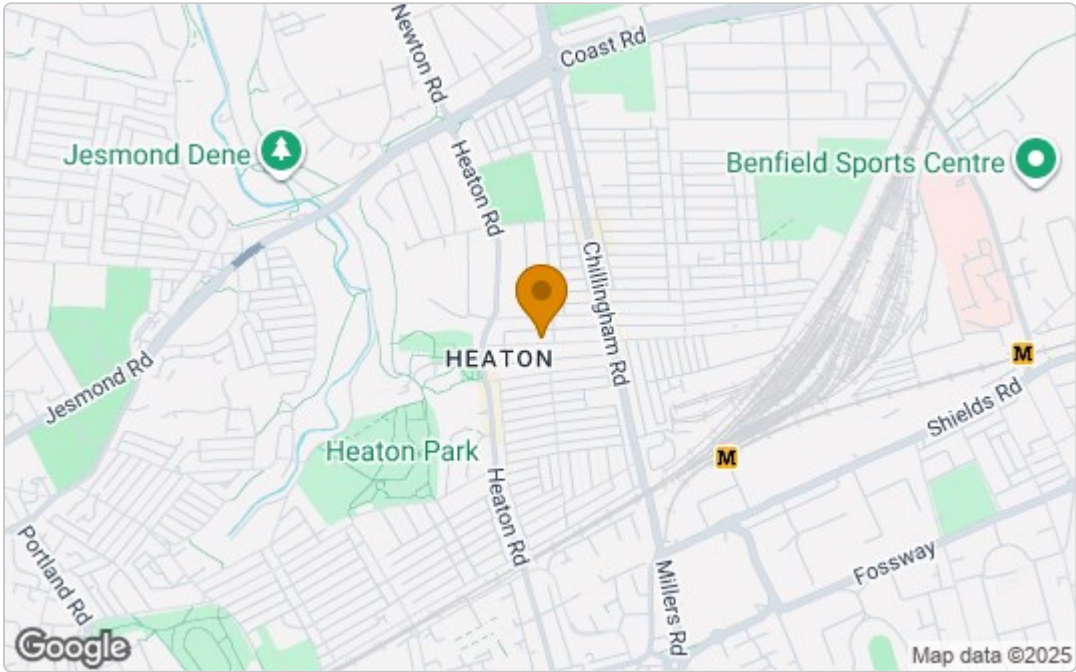 Newton Rd
Coast Rd
Jesmond Dene
Heaton Rd
Benfield Sports Centre
Chillingham Rd
HEATON
M
Jesmond Rd
Shields Rd
Heaton Park
M
Heaton Rd
Portland Rd
Fossway
Millers Rd
Google
Map data ©2025